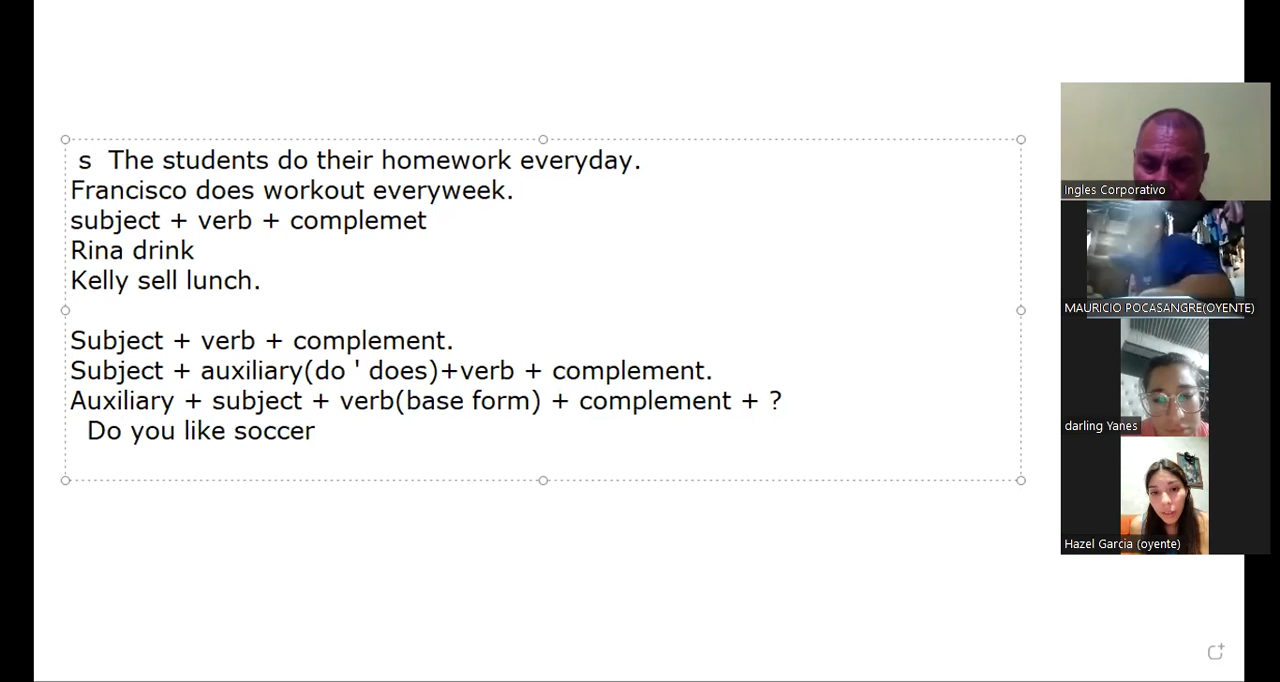 s The students do their homework everyday.
Francisco does workout everyweek.
subject + verb + complemet
Rina drink
Kelly sell lunch.
Subject + verb + complement.
Subject + auxiliary(do ' does)+verb + complement.
Auxiliary + subject + verb(base form) + complement + ?
Do you like soccer
Ingles Corporativo
MAURICIO POCASANGRE(OYENTE)
darling Yanes
Hazel Garcia (oyente)